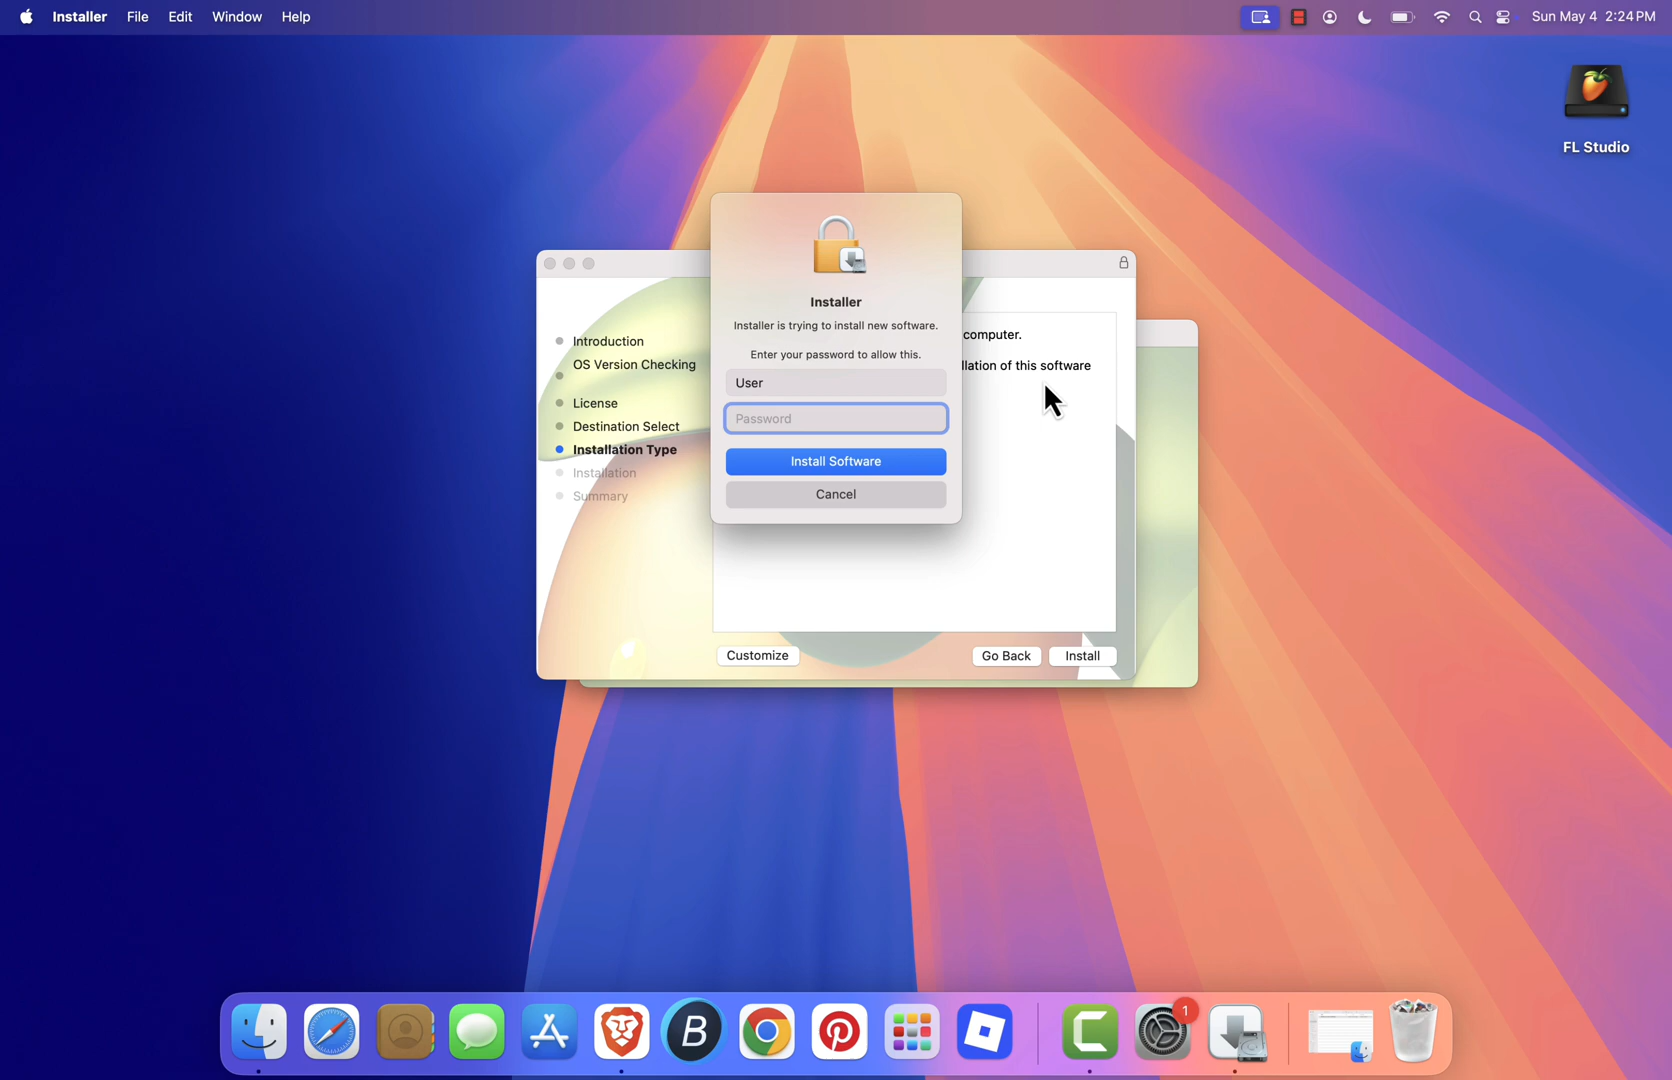 Installer File Edit Window Help
Sun May 4 2:24 PM
FL Studio
Installer
Installer is trying to install new software.
Enter your password to allow this.
User
Password
Install Software
Cancel
Introduction
OS Version Checking
License
Destination Select
Installation Type
Installation
Summary
computer.
llation of this software
Customize Go Back Install
B
1